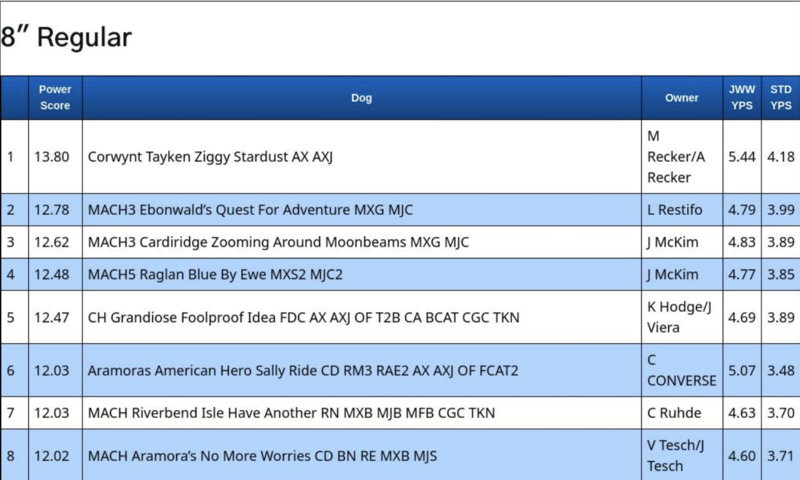 8″ Regular
Power Score Dog Owner JWW YPS STD YPS
1 13.80 Corwynt Tayken Ziggy Stardust AX AXJ M Recker/A Recker 5.44 4.18
2 12.78 MACH3 Ebonwald's Quest For Adventure MXG MJC L Restifo 4.79 3.99
3 12.62 MACH3 Cardiridge Zooming Around Moonbeams MXG MJC J McKim 4.83 3.89
4 12.48 MACH5 Raglan Blue By Ewe MXS2 MJC2 J McKim 4.77 3.85
5 12.47 CH Grandiose Foolproof Idea FDC AX AXJ OF T2B CA BCAT CGC TKN K Hodge/J Viera 4.69 3.89
6 12.03 Aramoras American Hero Sally Ride CD RM3 RAE2 AX AXJ OF FCAT2 C CONVERSE 5.07 3.48
7 12.03 MACH Riverbend Isle Have Another RN MXB MJB MFB CGC TKN C Ruhde 4.63 3.70
8 12.02 MACH Aramora's No More Worries CD BN RE MXB MJS V Tesch/J Tesch 4.60 3.71